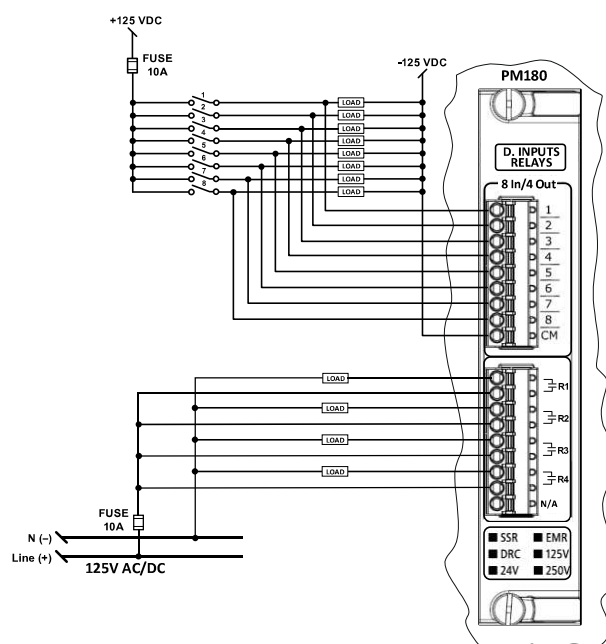 +125 VDC
FUSE
10A
-125 VDC
1
2
3
4
5
6
7
8
LOAD
LOAD
LOAD
LOAD
LOAD
LOAD
LOAD
LOAD
PM180
D. INPUTS
RELAYS
8 In/4 Out
1
2
3
4
5
6
7
8
CM
LOAD
LOAD
LOAD
LOAD
R1
R2
R3
R4
N/A
FUSE
10A
N (–)
Line (+)
125V AC/DC
SSR EMR
DRC 125V
24V 250V